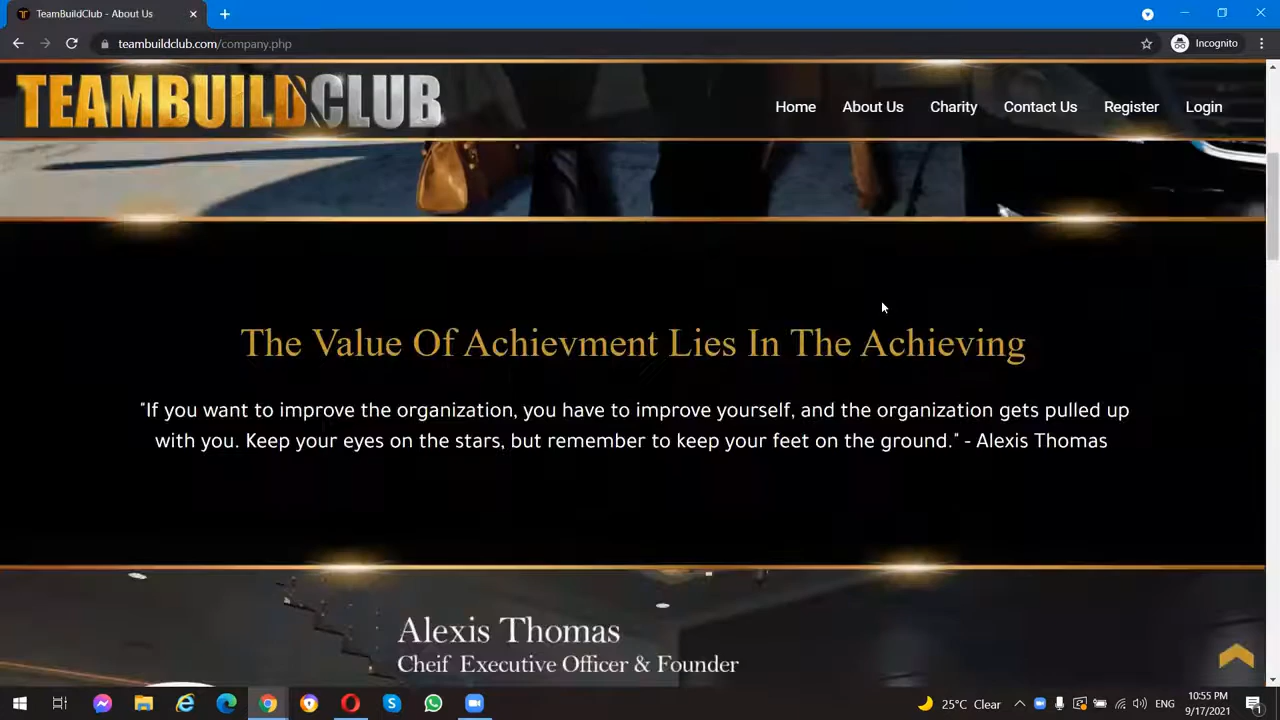 TeamBuildClub - About Us
teambuildclub.com/company.php
Incognito
TEAMBUILDCLUB
Home About Us Charity Contact Us Register Login
The Value Of Achievment Lies In The Achieving
"If you want to improve the organization, you have to improve yourself, and the organization gets pulled up
with you. Keep your eyes on the stars, but remember to keep your feet on the ground." - Alexis Thomas
Alexis Thomas
Cheif Executive Officer & Founder
25°C Clear
ENG
10:55 PM
9/17/2021
1